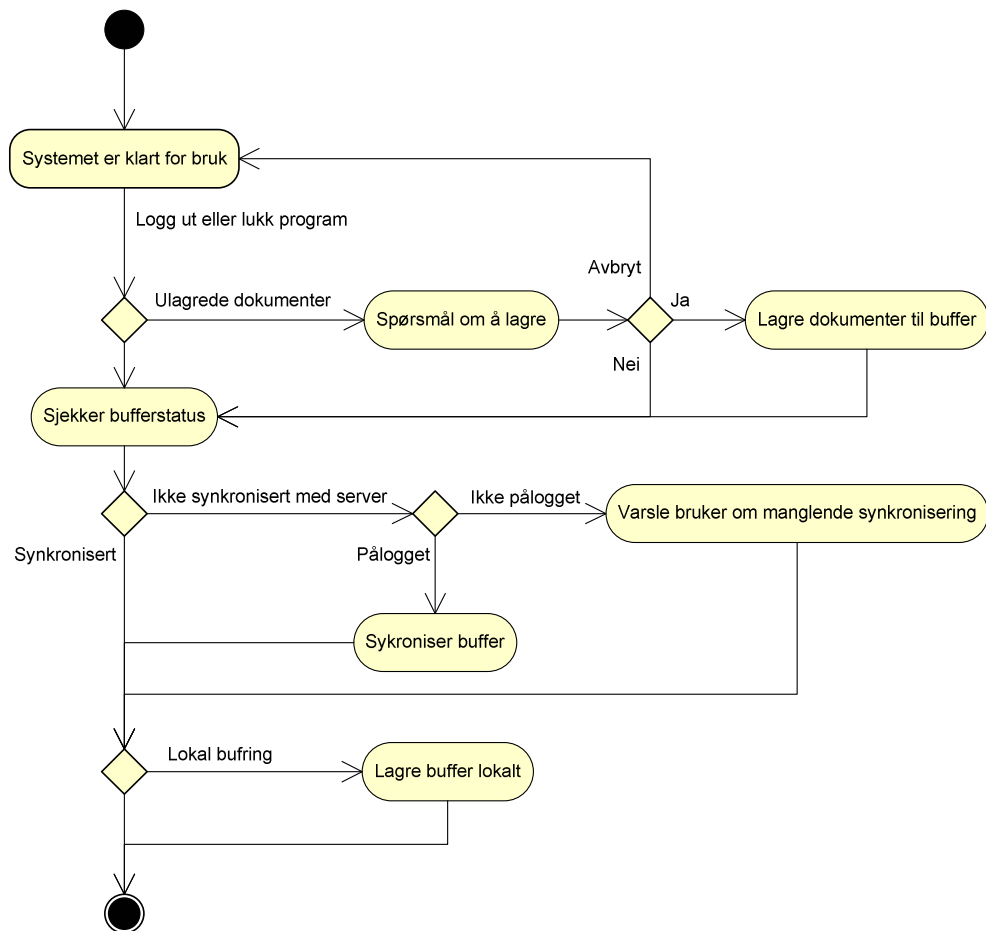 Systemet er klart for bruk
Logg ut eller lukk program
Avbryt
Ulagrede dokumenter
Spørsmål om å lagre
Ja
Lagre dokumenter til buffer
Nei
Sjekker bufferstatus
Ikke synkronisert med server
Ikke pålogget
Varsle bruker om manglende synkronisering
Synkronisert
Pålogget
Sykroniser buffer
Lokal bufring
Lagre buffer lokalt